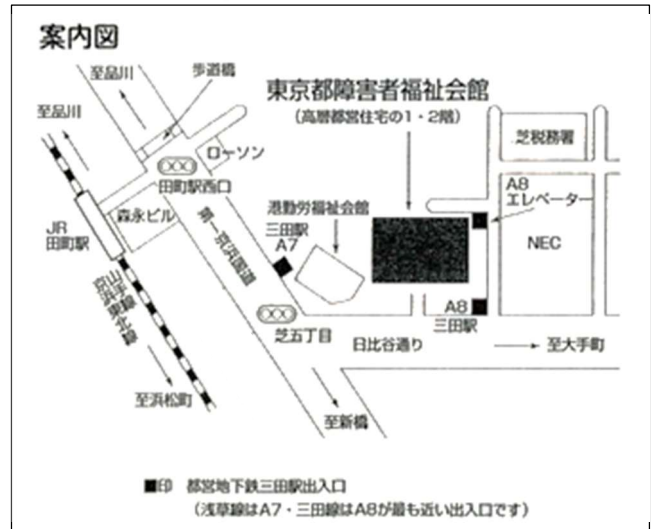 案内図
至品川
歩道橋
至品川
東京都障害者福祉会館
(高層都営住宅の1・2階)
ローソン
芝税務署
田町駅西口
A8
エレベーター
港勤労福祉会館
JR
田町駅
森永ビル
第一京浜国道
三田駅
A7
NEC
山手線
京浜東北線
A8
三田駅
芝五丁目
日比谷通り
至大手町
至浜松町
至新橋
■印 都営地下鉄三田駅出入口
(浅草線はA7・三田線はA8が最も近い出入口です)